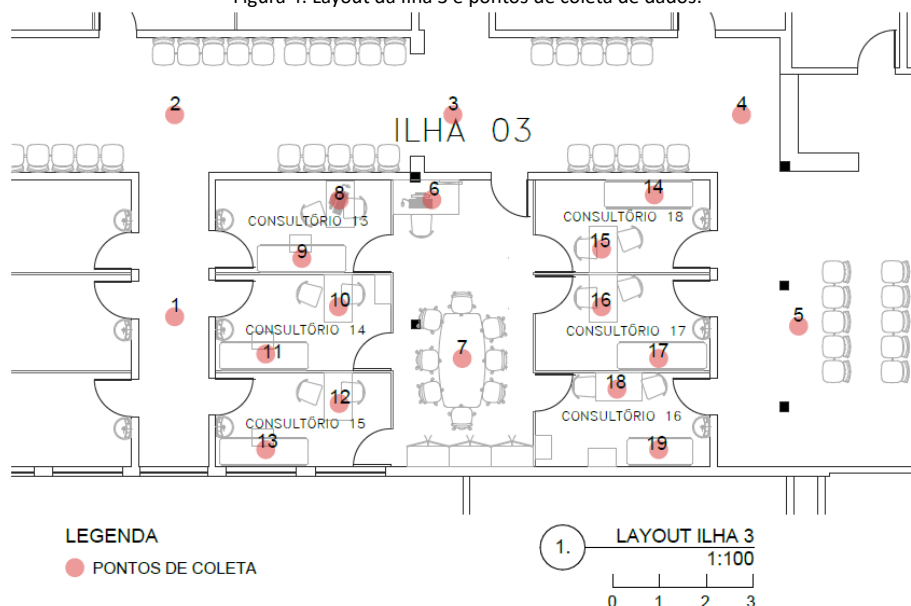 Figura 4: Layout da Ilha 3 e pontos de coleta de dados.
2
3
4
ILHA 03
8
6
14
CONSULTÓRIO 13
CONSULTÓRIO 18
9
15
10
16
1
5
CONSULTÓRIO 14
CONSULTÓRIO 17
11
7
17
12
18
CONSULTÓRIO 15
CONSULTÓRIO 16
13
19
LEGENDA
PONTOS DE COLETA
1.
LAYOUT ILHA 3
1:100
0 1 2 3